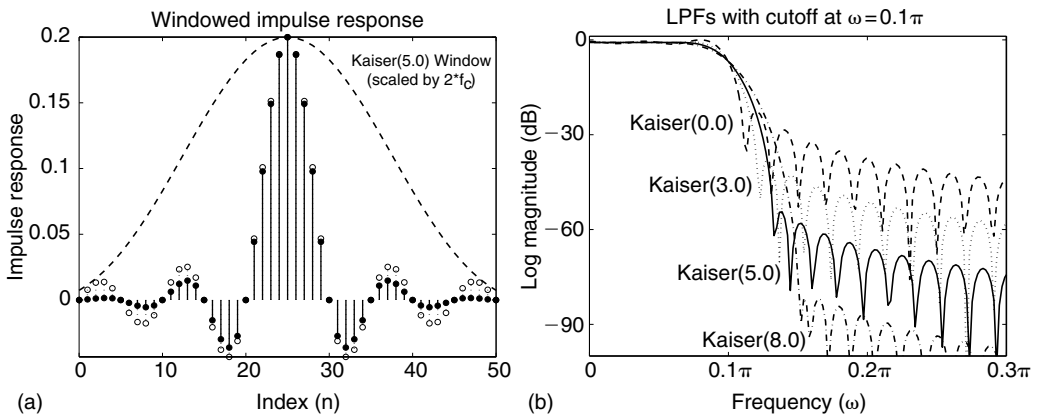 Windowed impulse response
Kaiser(5.0) Window
(scaled by 2*fc)
Impulse response
0.2
0.15
0.1
0.05
0
0 10 20 30 40 50
Index (n)
(a)
LPFs with cutoff at ω=0.1π
Log magnitude (dB)
0
−30
−60
−90
Kaiser(0.0)
Kaiser(3.0)
Kaiser(5.0)
Kaiser(8.0)
0 0.1π 0.2π 0.3π
Frequency (ω)
(b)